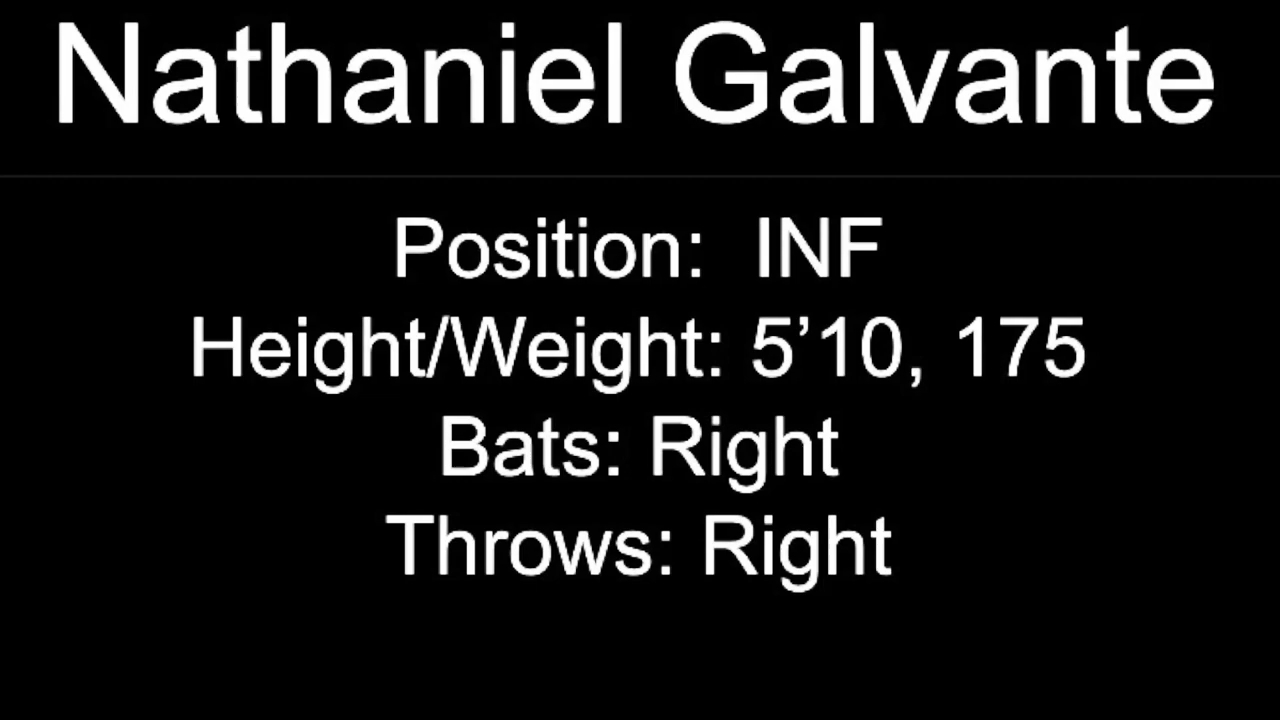 Nathaniel Galvante
Position:  INF
Height/Weight: 5’10, 175
Bats: Right
Throws: Right